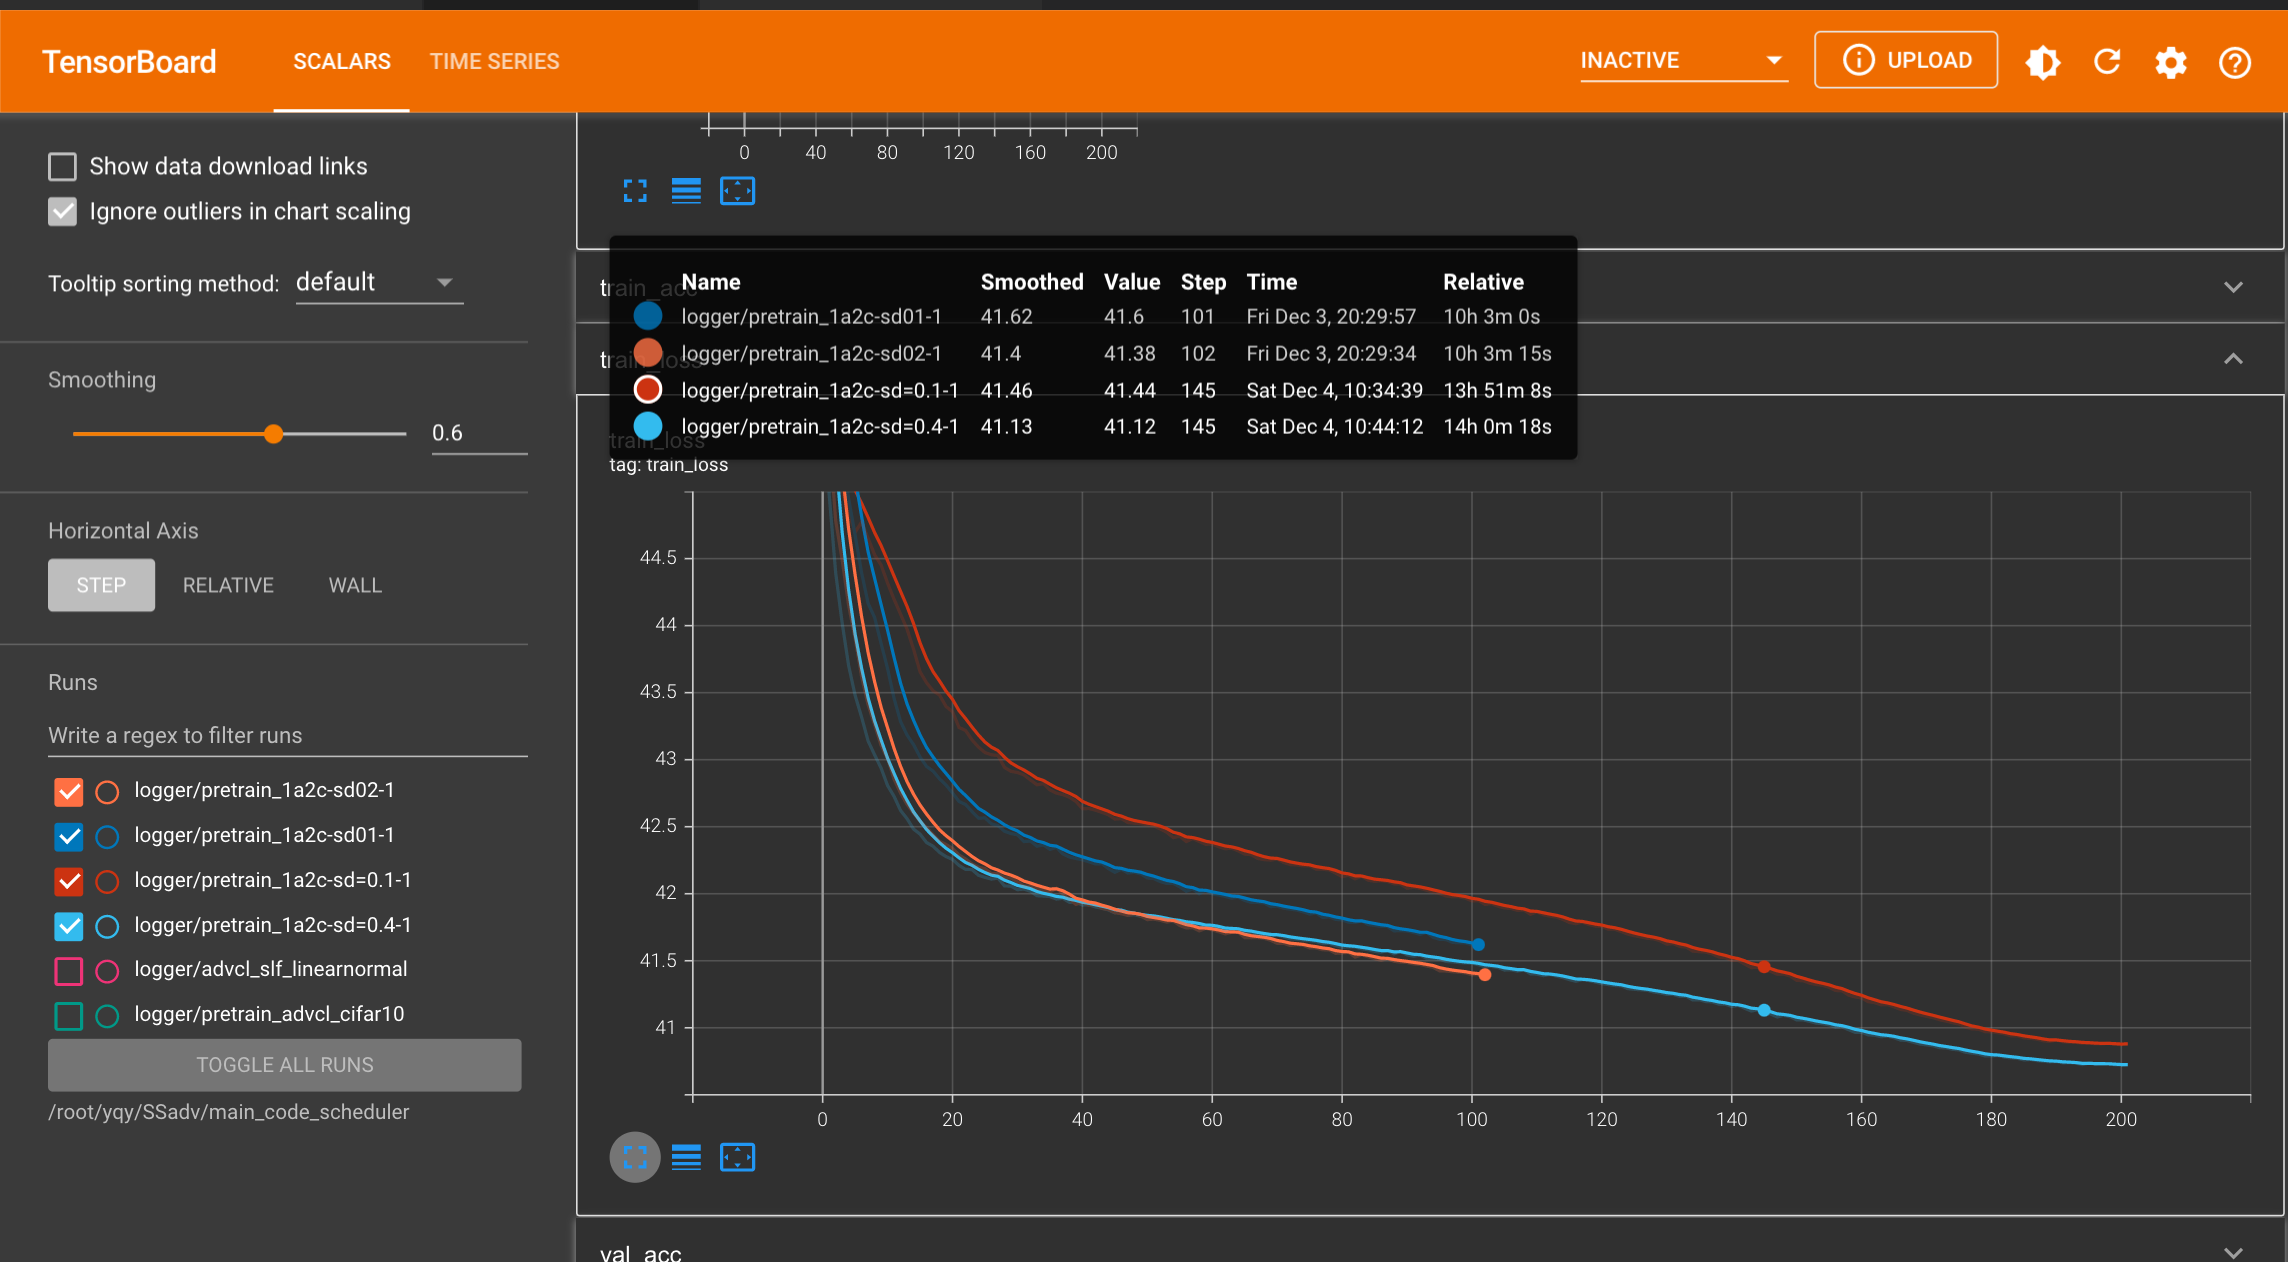 TensorBoard SCALARS TIME SERIES INACTIVE UPLOAD
Show data download links
Ignore outliers in chart scaling
Tooltip sorting method: default
Smoothing
0.6
Horizontal Axis
STEP RELATIVE WALL
Runs
Write a regex to filter runs
logger/pretrain_1a2c-sd02-1
logger/pretrain_1a2c-sd01-1
logger/pretrain_1a2c-sd=0.1-1
logger/pretrain_1a2c-sd=0.4-1
logger/advcl_slf_linearnormal
logger/pretrain_advcl_cifar10
TOGGLE ALL RUNS
/root/yqy/SSadv/main_code_scheduler
0 40 80 120 160 200
train_acc
train_loss
Name Smoothed Value Step Time Relative
logger/pretrain_1a2c-sd01-1 41.62 41.6 101 Fri Dec 3, 20:29:57 10h 3m 0s
logger/pretrain_1a2c-sd02-1 41.4 41.38 102 Fri Dec 3, 20:29:34 10h 3m 15s
logger/pretrain_1a2c-sd=0.1-1 41.46 41.44 145 Sat Dec 4, 10:34:39 13h 51m 8s
logger/pretrain_1a2c-sd=0.4-1 41.13 41.12 145 Sat Dec 4, 10:44:12 14h 0m 18s
train_loss
tag: train_loss
44.5
44
43.5
43
42.5
42
41.5
41
0 20 40 60 80 100 120 140 160 180 200
val_acc